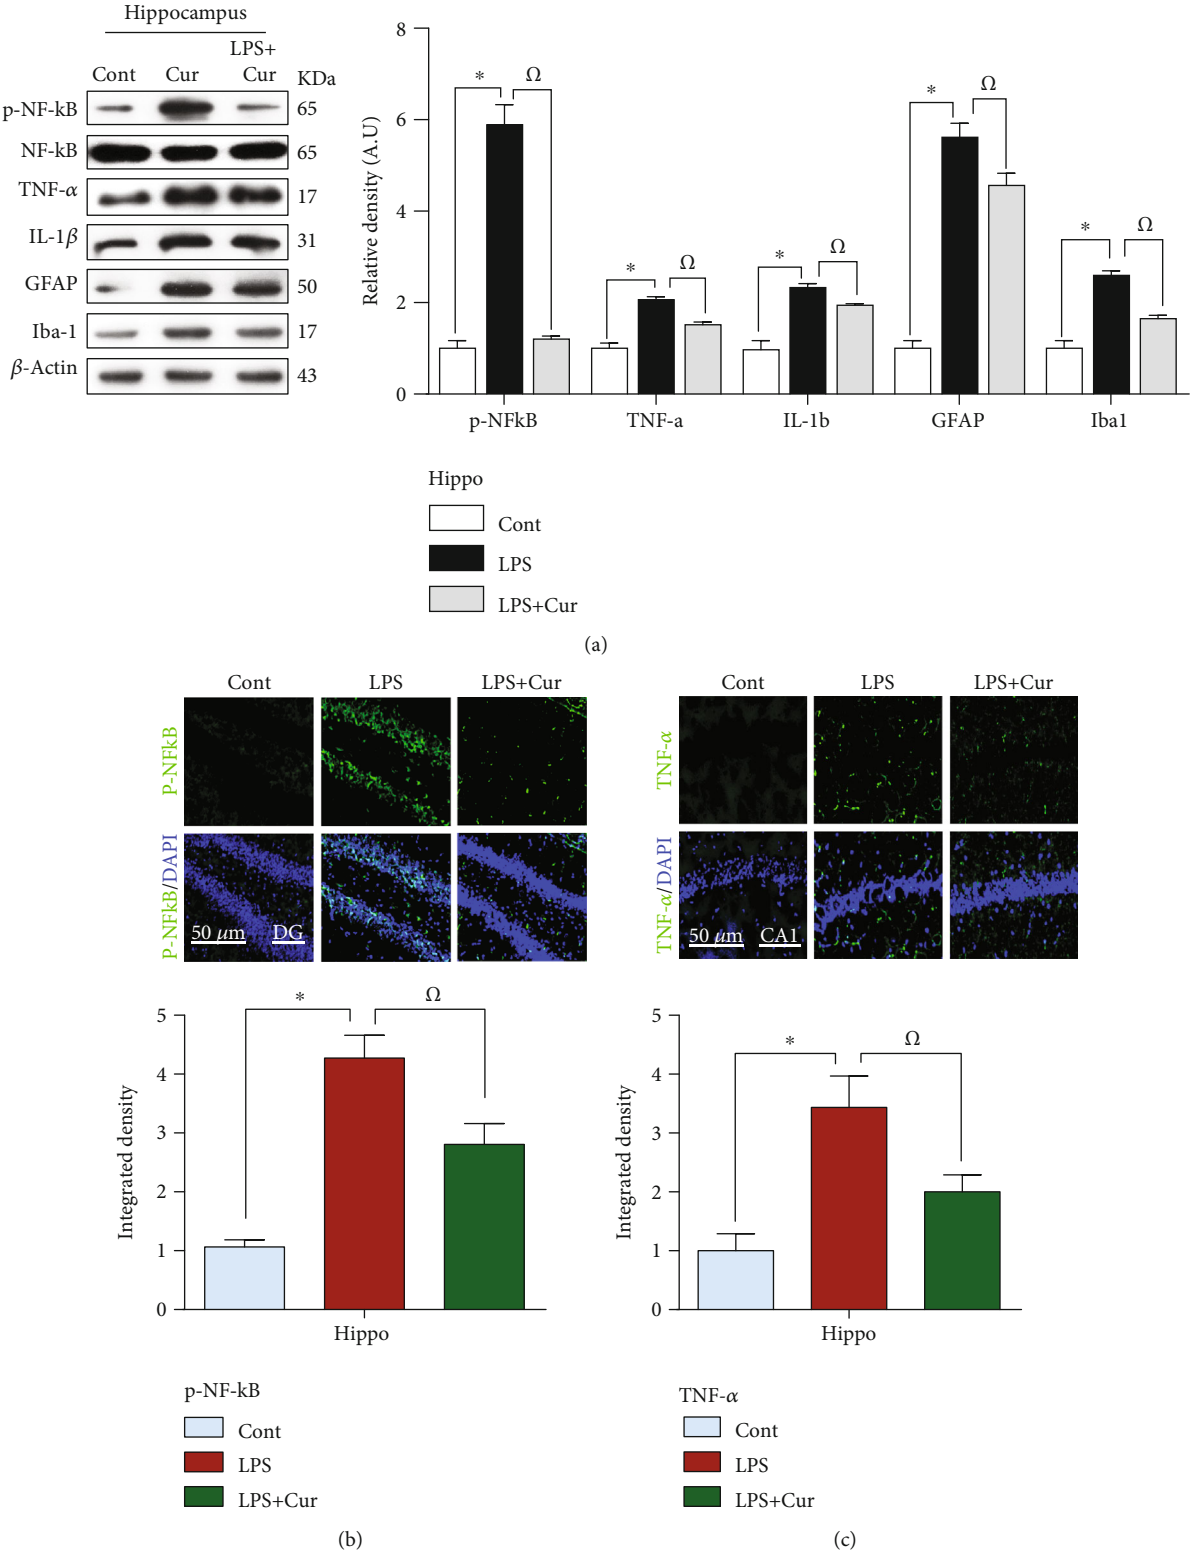 Hippocampus
LPS+
Cont Cur Cur KDa
p-NF-kB 65
NF-kB 65
TNF-α 17
IL-1β 31
GFAP 50
Iba-1 17
β-Actin 43
Relative density (A.U)
8
6
4
2
0
* Ω
* Ω
* Ω
* Ω
* Ω
p-NFkB TNF-a IL-1b GFAP Iba1
Hippo
Cont
LPS
LPS+Cur
(a)
Cont LPS LPS+Cur
P-NFkB
P-NFkB/DAPI
50 μm DG
Integrated density
5
4
3
2
1
0
* Ω
Hippo
p-NF-kB
Cont
LPS
LPS+Cur
(b)
Cont LPS LPS+Cur
TNF-α
TNF-α/DAPI
50 μm CA1
Integrated density
5
4
3
2
1
0
* Ω
Hippo
TNF-α
Cont
LPS
LPS+Cur
(c)